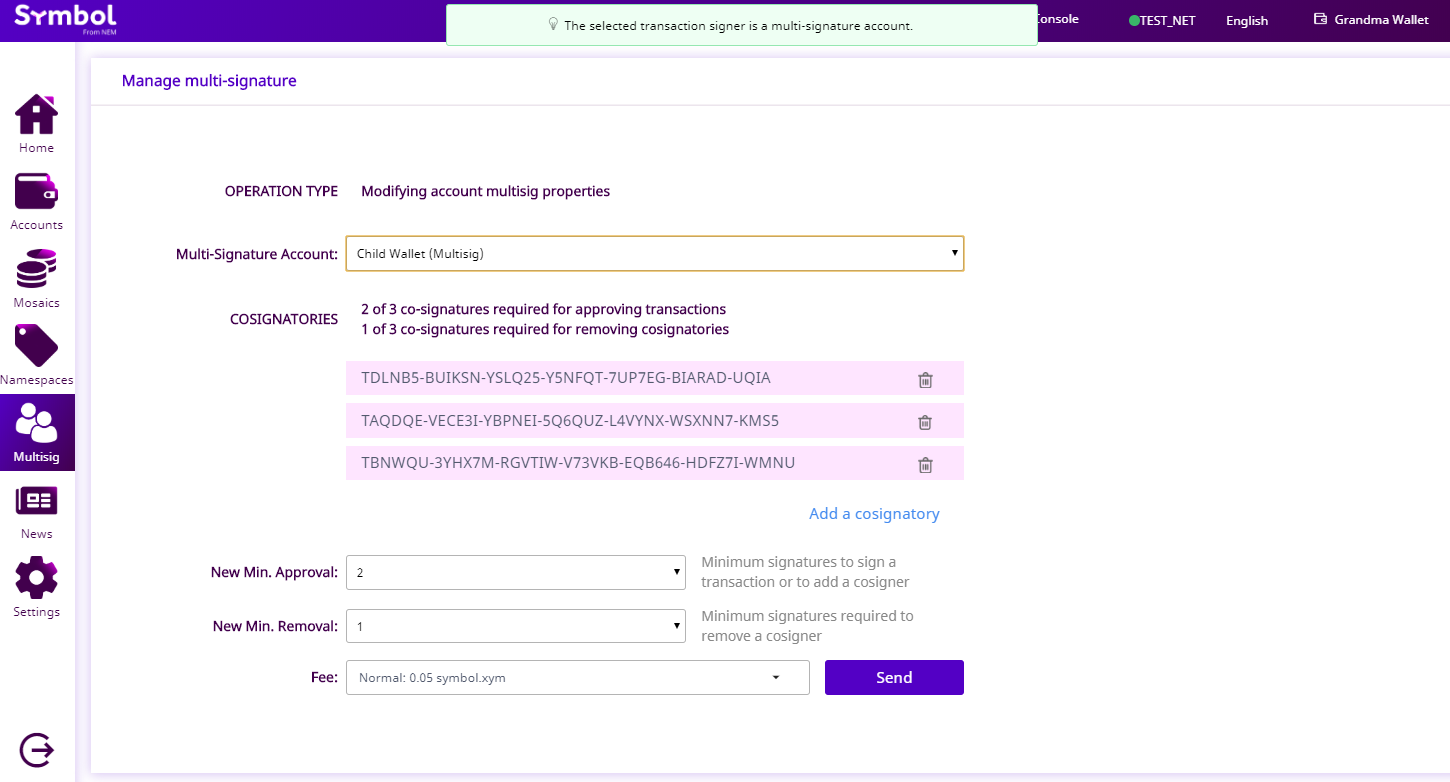 Symbol
From NEM
The selected transaction signer is a multi-signature account.
Console
TEST_NET
English
Grandma Wallet
Manage multi-signature
Home
Accounts
Mosaics
Namespaces
Multisig
News
Settings
OPERATION TYPE Modifying account multisig properties
Multi-Signature Account: Child Wallet (Multisig)
COSIGNATORIES
2 of 3 co-signatures required for approving transactions
1 of 3 co-signatures required for removing cosignatories
TDLNB5-BUIKSN-YSLQ25-Y5NFQT-7UP7EG-BIARAD-UQIA
TAQDQE-VECE3I-YBPNEI-5Q6QUZ-L4VYNX-WSXNN7-KMS5
TBNWQU-3YHX7M-RGVTIW-V73VKB-EQB646-HDFZ7I-WMNU
Add a cosignatory
New Min. Approval: 2
Minimum signatures to sign a
transaction or to add a cosigner
New Min. Removal: 1
Minimum signatures required to
remove a cosigner
Fee: Normal: 0.05 symbol.xym
Send